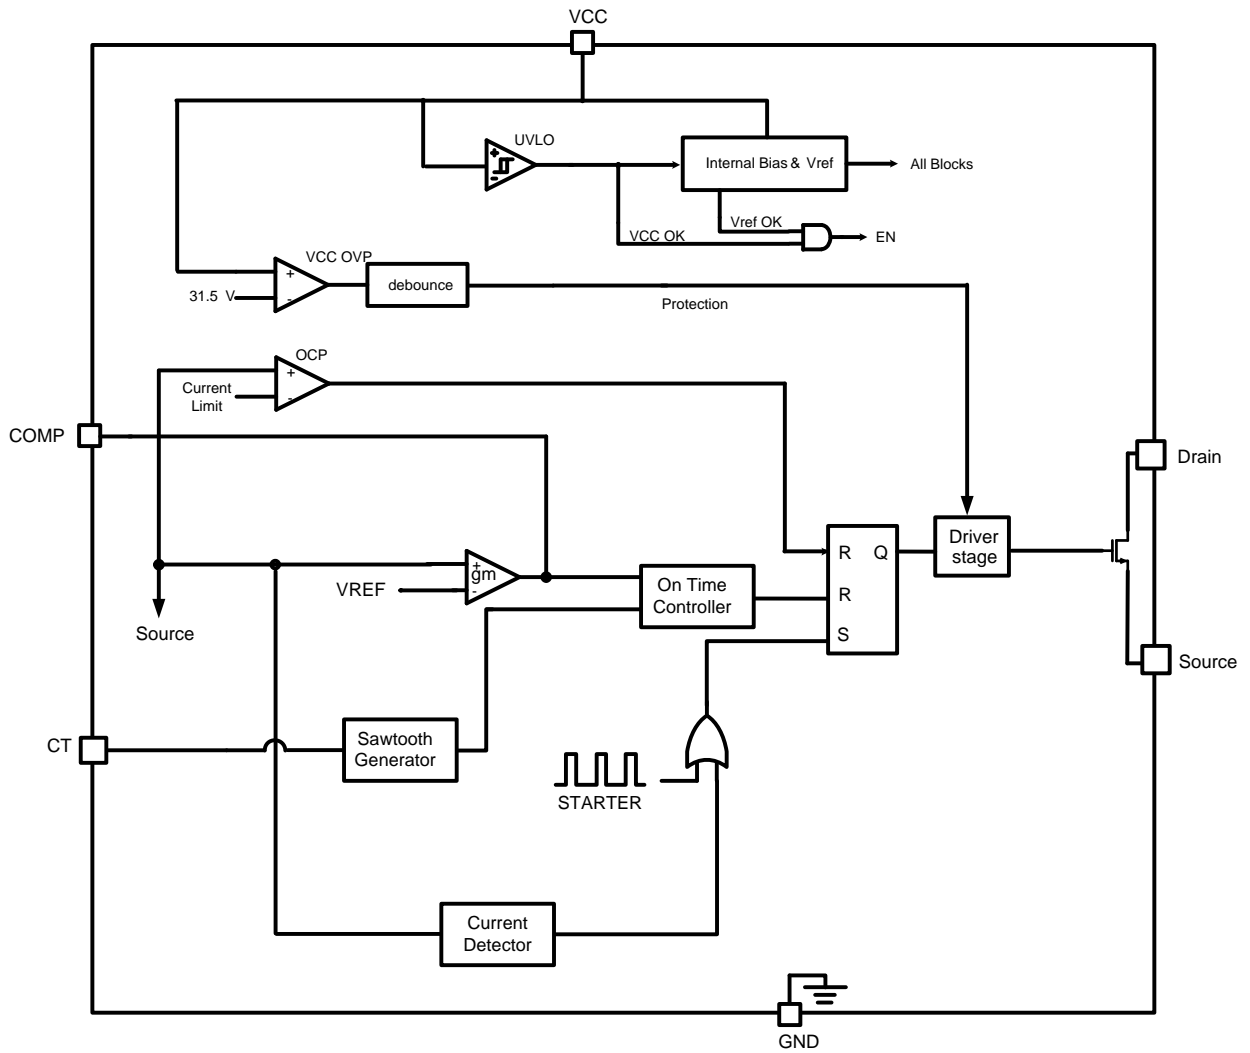 VCC
UVLO
Internal Bias & Vref
All Blocks
Vref OK
VCC OK
EN
VCC OVP
31.5 V
debounce
Protection
OCP
Current
Limit
COMP
Drain
Driver
stage
R Q
R
S
gm
VREF
On Time
Controller
Source
Source
CT
Sawtooth
Generator
STARTER
Current
Detector
GND